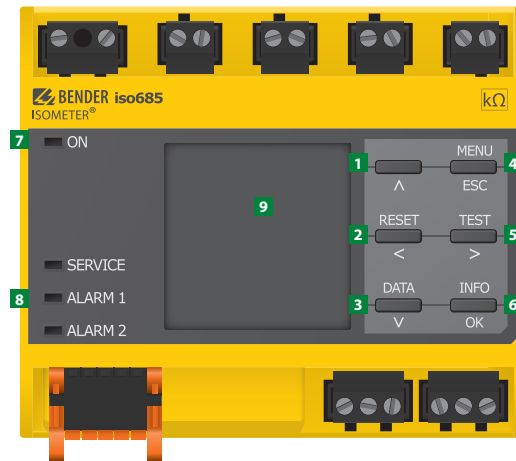 BENDER iso685
ISOMETER®
kΩ
7 ON
9
1 ∧
MENU 4
ESC
2 RESET
<
TEST 5
>
SERVICE
8 ALARM 1
ALARM 2
3 DATA
∨
INFO 6
OK